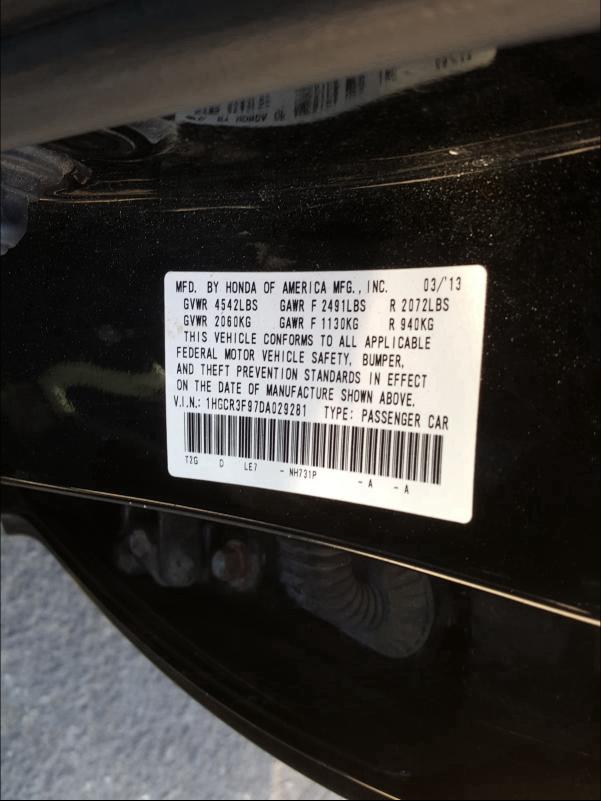 MFD. BY HONDA OF AMERICA MFG., INC. 03/'13
GVWR 4542LBS GAWR F 2491LBS R 2072LBS
GVWR 2060KG GAWR F 1130KG R 940KG
THIS VEHICLE CONFORMS TO ALL APPLICABLE
FEDERAL MOTOR VEHICLE SAFETY, BUMPER,
AND THEFT PREVENTION STANDARDS IN EFFECT
ON THE DATE OF MANUFACTURE SHOWN ABOVE.
V.I.N.: 1HGCR3F97DA029281 TYPE: PASSENGER CAR
T2G D LE7 - NH731P - A - A